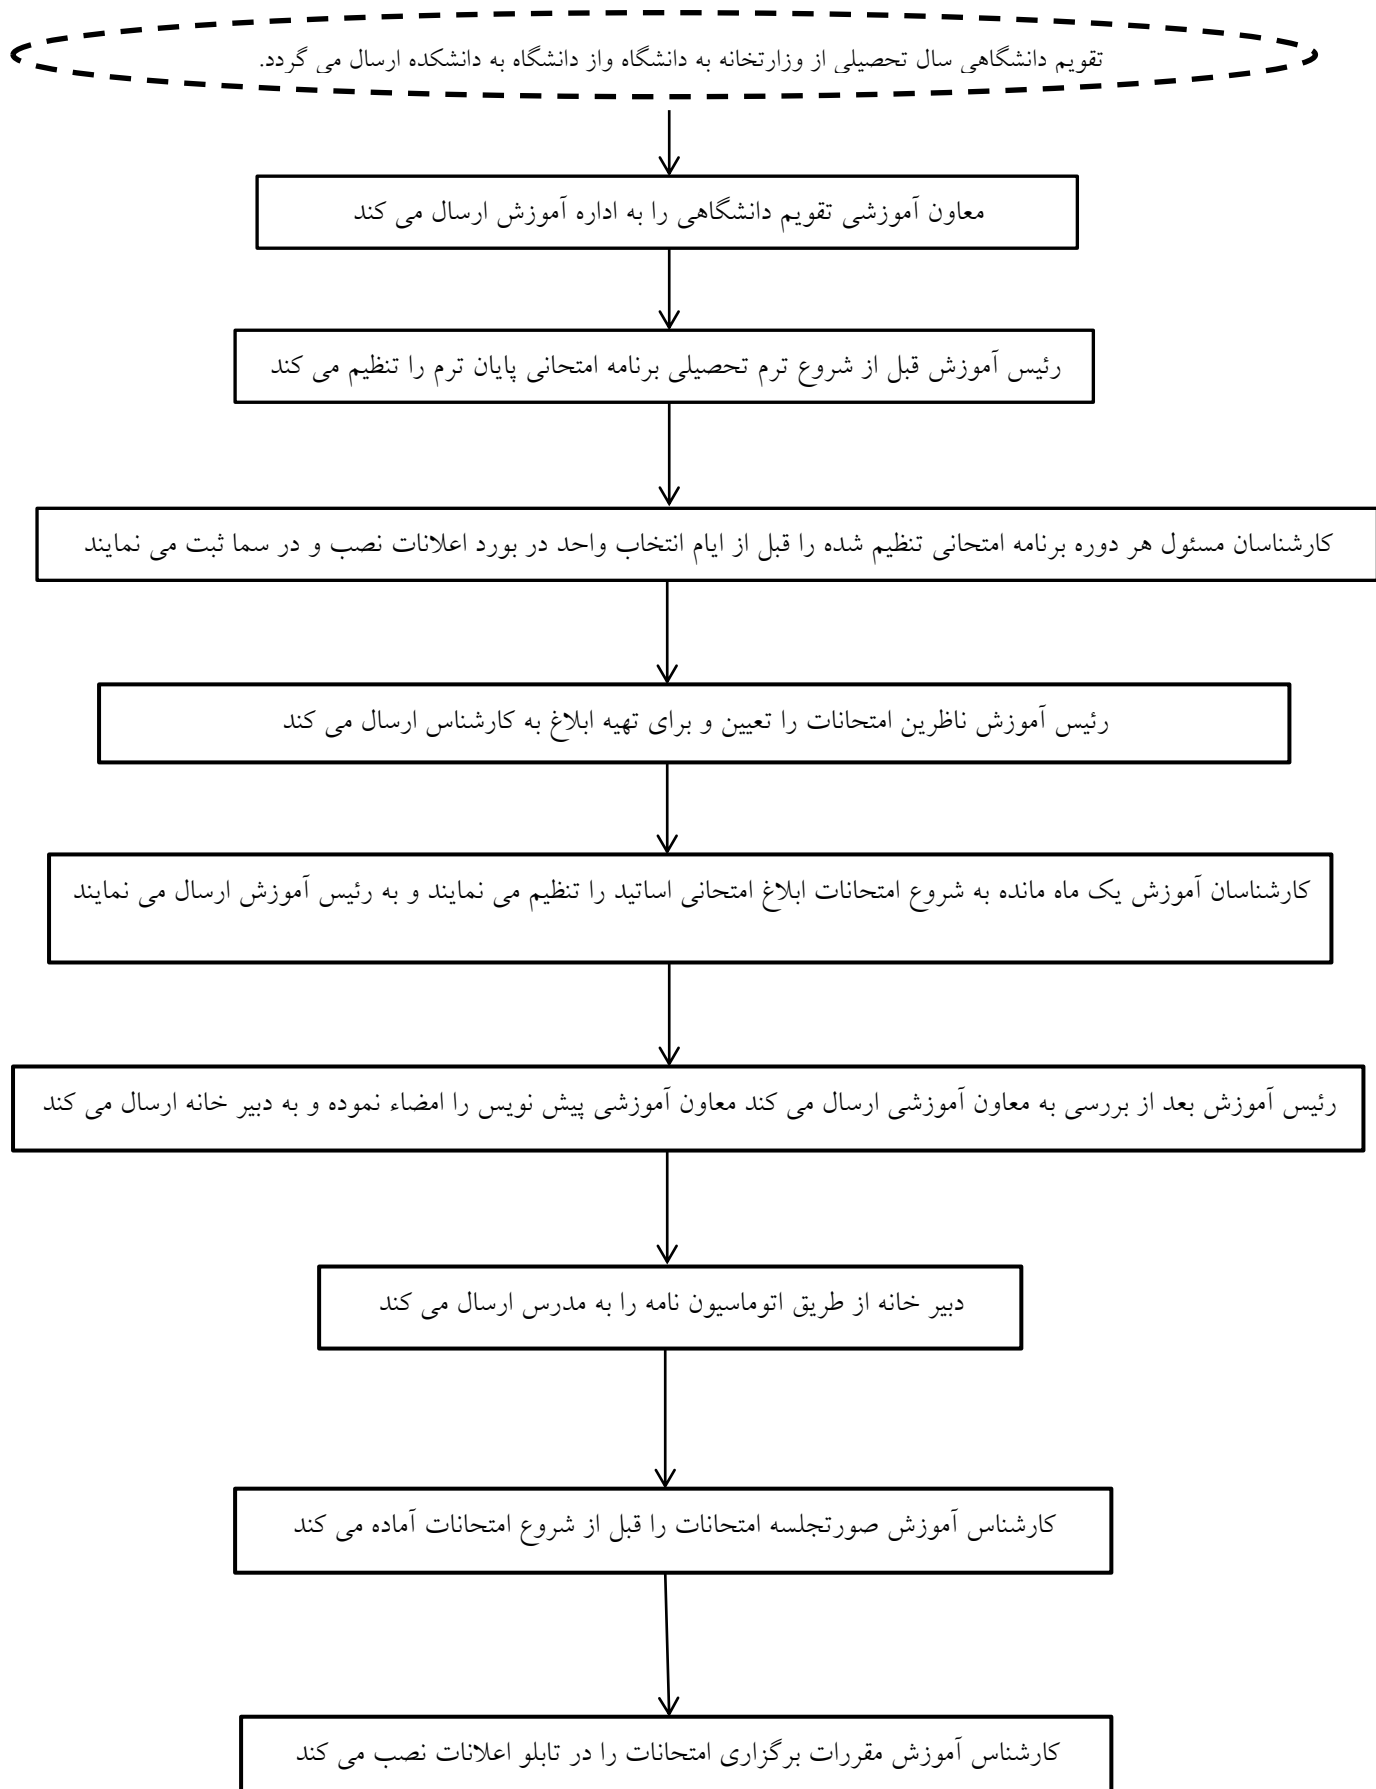 تقویم دانشگاهی سال تحصیلی از وزارتخانه به دانشگاه واز دانشگاه به دانشکده ارسال می گردد.
معاون آموزشی تقویم دانشگاهی را به اداره آموزش ارسال می کند
رئیس آموزش قبل از شروع ترم تحصیلی برنامه امتحانی پایان ترم را تنظیم می کند
کارشناسان مسئول هر دوره برنامه امتحانی تنظیم شده را قبل از ایام انتخاب واحد در بورد اعلانات نصب و در سما ثبت می نمایند
رئیس آموزش ناظرین امتحانات را تعیین و برای تهیه ابلاغ به کارشناس ارسال می کند
کارشناسان آموزش یک ماه مانده به شروع امتحانات ابلاغ امتحانی اساتید را تنظیم می نمایند و به رئیس آموزش ارسال می نمایند
رئیس آموزش بعد از بررسی به معاون آموزشی ارسال می کند معاون آموزشی پیش نویس را امضاء نموده و به دبیر خانه ارسال می کند
دبیر خانه از طریق اتوماسیون نامه را به مدرس ارسال می کند
کارشناس آموزش صورتجلسه امتحانات را قبل از شروع امتحانات آماده می کند
کارشناس آموزش مقررات برگزاری امتحانات را در تابلو اعلانات نصب می کند